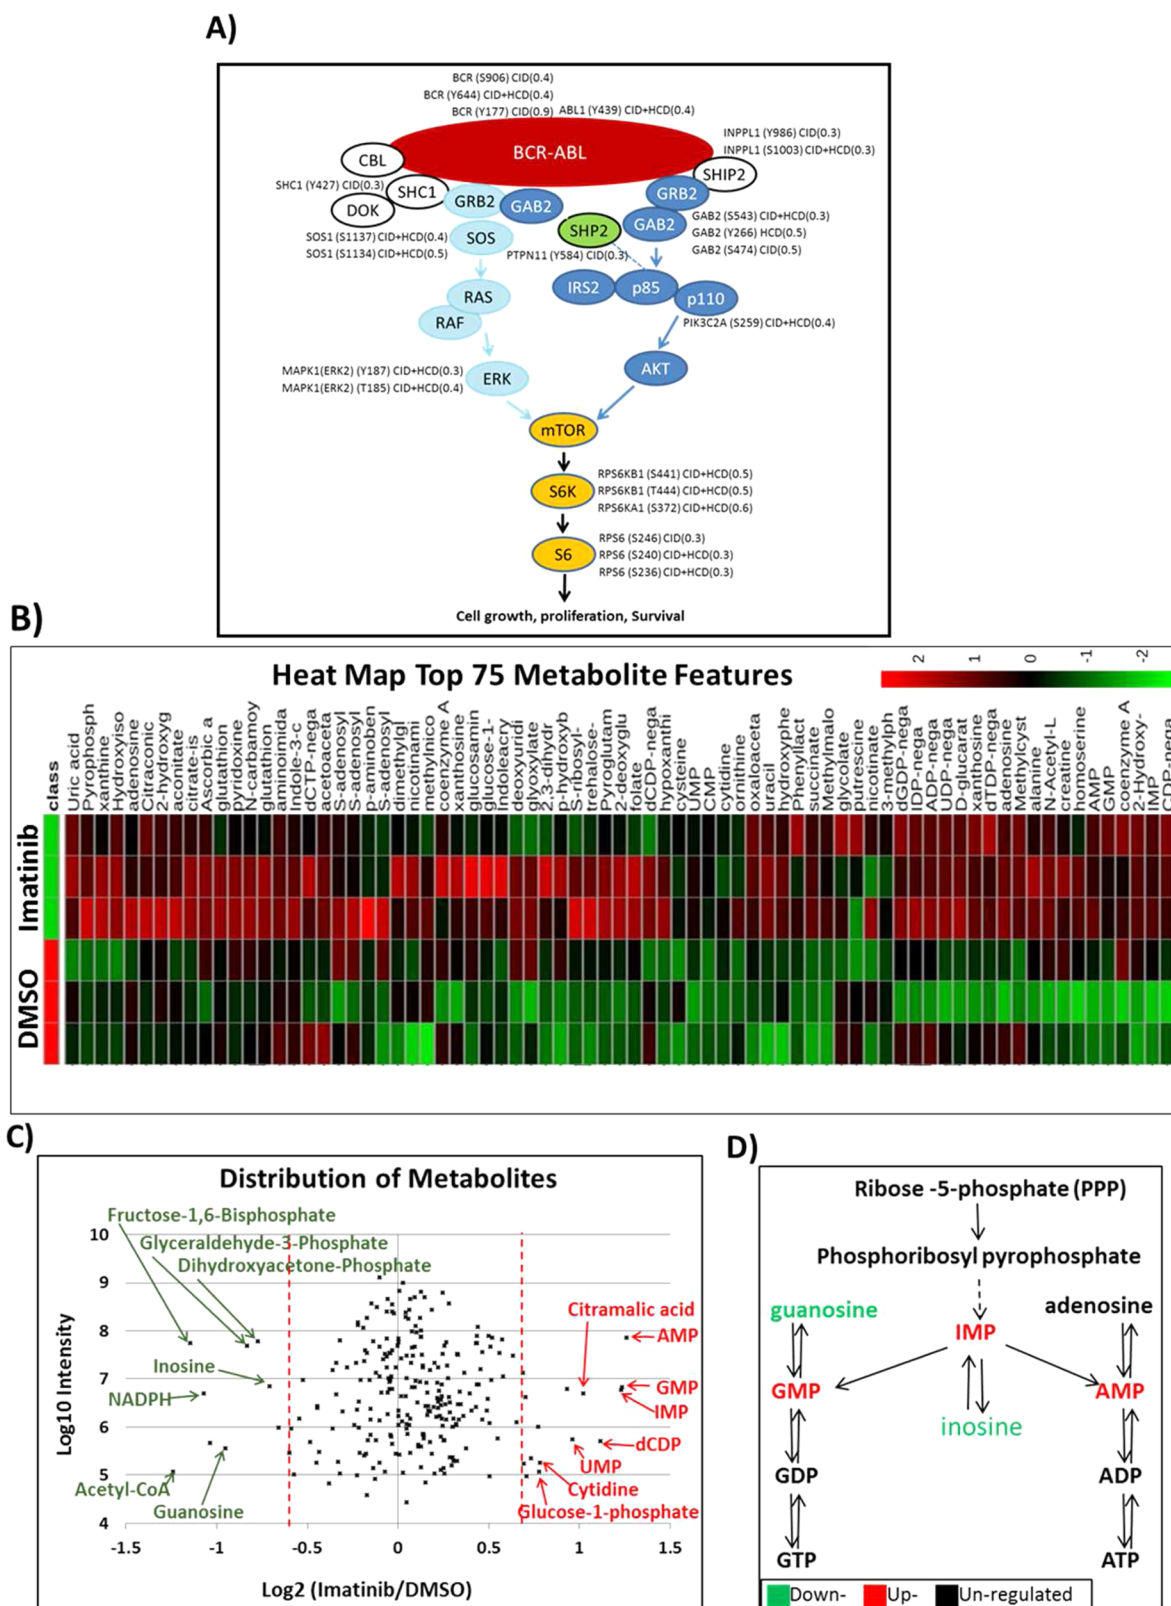 A)
BCR (S906) CID(0.4)
BCR (Y644) CID+HCD(0.4)
BCR (Y177) CID(0.9) ABL1 (Y439) CID+HCD(0.4)
BCR-ABL
INPPL1 (Y986) CID(0.3)
INPPL1 (S1003) CID+HCD(0.3)
CBL
SHIP2
SHC1 (Y427) CID(0.3)
SHC1
DOK
GRB2
GAB2
GRB2
SHP2
GAB2
GAB2 (S543) CID+HCD(0.3)
GAB2 (Y266) HCD(0.5)
GAB2 (S474) CID(0.5)
SOS1 (S1137) CID+HCD(0.4)
SOS1 (S1134) CID+HCD(0.5)
SOS
PTPN11 (Y584) CID(0.3)
IRS2
p85
p110
PIK3C2A (S259) CID+HCD(0.4)
RAS
RAF
MAPK1(ERK2) (Y187) CID+HCD(0.3)
MAPK1(ERK2) (T185) CID+HCD(0.4)
ERK
AKT
mTOR
S6K
RPS6KB1 (S441) CID+HCD(0.5)
RPS6KB1 (T444) CID+HCD(0.5)
RPS6KA1 (S372) CID+HCD(0.6)
S6
RPS6 (S246) CID(0.3)
RPS6 (S240) CID+HCD(0.3)
RPS6 (S236) CID+HCD(0.3)
Cell growth, proliferation, Survival
B)
Heat Map Top 75 Metabolite Features
2
1
0
-1
-2
class
Uric acid
Pyrophosph
xanthine
Hydroxyiso
adenosine
Citraconic
2-hydroxyg
aconitate
citrate-is
Ascorbic a
glutathion
pyridoxine
N-carbamoy
glutathion
aminoimida
Indole-3-c
dCTP-nega
acetoaceta
S-adenosyl
S-adenosyl
p-aminoben
S-adenosyl
dimethylgl
nicotinami
methylnico
coenzyme A
xanthosine
glucosamin
glucose-1-
Indoleacry
deoxyuridi
glyoxylate
2,3-dihydr
p-hydroxyb
S-ribosyl-
trehalose-
Pyroglutam
2-deoxyglu
folate
dCDP-nega
hypoxanthi
cysteine
UMP
CMP
cytidine
ornithine
oxaloaceta
uracil
hydroxyphe
Phenyllact
succinate
Methylmalo
glycolate
putrescine
nicotinate
3-methylph
dGDP-nega
IDP-nega
ADP-nega
UDP-nega
D-glucarat
xanthosine
dTDP-nega
adenosine
Methylcyst
alanine
N-Acetyl-L
creatine
homoserine
AMP
GMP
coenzyme A
2-Hydroxy-
IMP
CDP-nega
Imatinib
DMSO
C)
Distribution of Metabolites
Fructose-1,6-Bisphosphate
Glyceraldehyde-3-Phosphate
Dihydroxyacetone-Phosphate
Inosine
NADPH
Acetyl-CoA
Guanosine
Citramalic acid
AMP
GMP
IMP
dCDP
UMP
Cytidine
Glucose-1-phosphate
Log10 Intensity
10
9
8
7
6
5
4
-1.5
-1
-0.5
0
0.5
1
1.5
Log2 (Imatinib/DMSO)
D)
Ribose -5-phosphate (PPP)
Phosphoribosyl pyrophosphate
guanosine
adenosine
IMP
GMP
AMP
inosine
GDP
ADP
GTP
ATP
Down-
Up-
Un-regulated